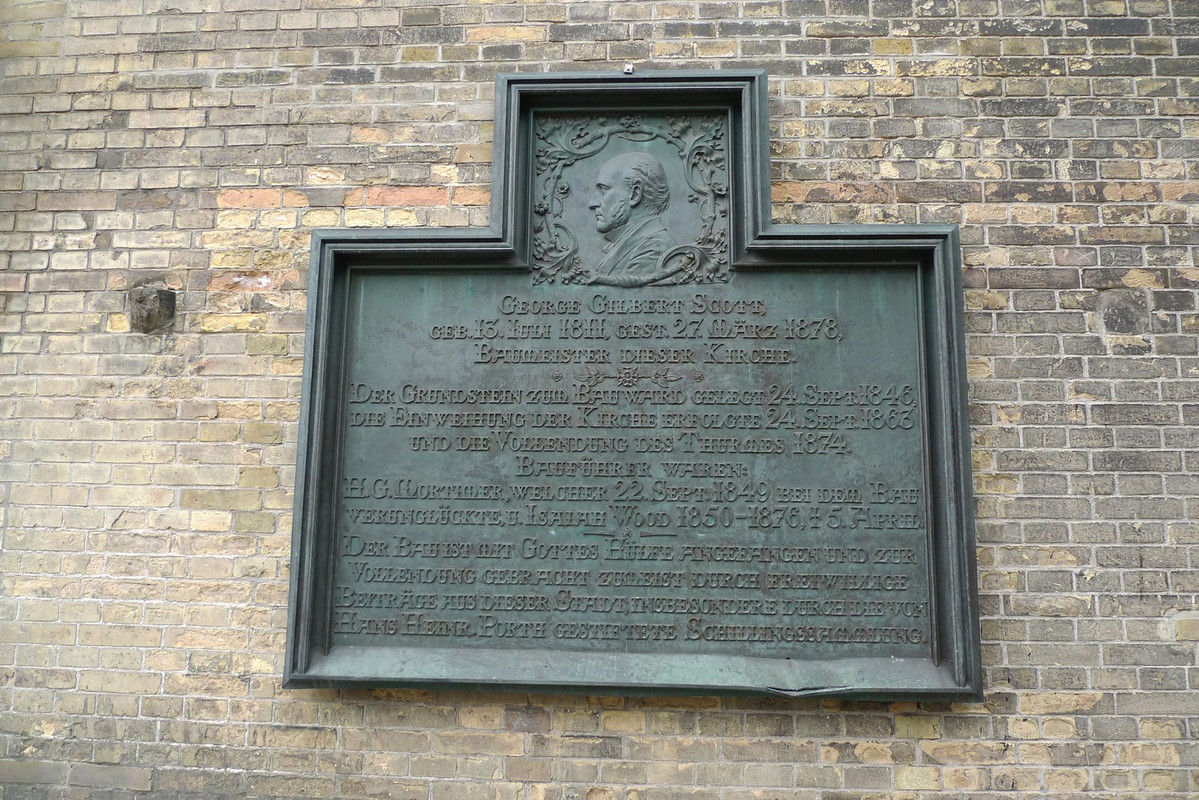 GEORGE GILBERT SCOTT,
GEB. 13. JULI 1811, GEST. 27. MÄRZ 1878,
BAUMEISTER DIESER KIRCHE.
DER GRUNDSTEIN ZUM BAU WARD GELEGT 24. SEPT. 1846,
DIE EINWEIHUNG DER KIRCHE ERFOLGTE 24. SEPT. 1863
UND DIE VOLLENDUNG DES THURMES 1874.
BAUFÜHRER WAREN:
H. G. MORTIMER, WELCHER 22. SEPT. 1849 BEI DEM BAU
VERUNGLÜCKTE, U. ISAIAH WOOD 1850–1876, † 5. APRIL.
DER BAU IST MIT GOTTES HÜLFE ANGEFANGEN UND ZUR
VOLLENDUNG GEBRACHT ZULEIST DURCH FREIWILLIGE
BEITRÄGE AUS DIESER STADT, INSBESONDERE DURCH DIE VON
HANS HEINR. PORTH GESTIFTETE SCHILLINGSSAMMLUNG.